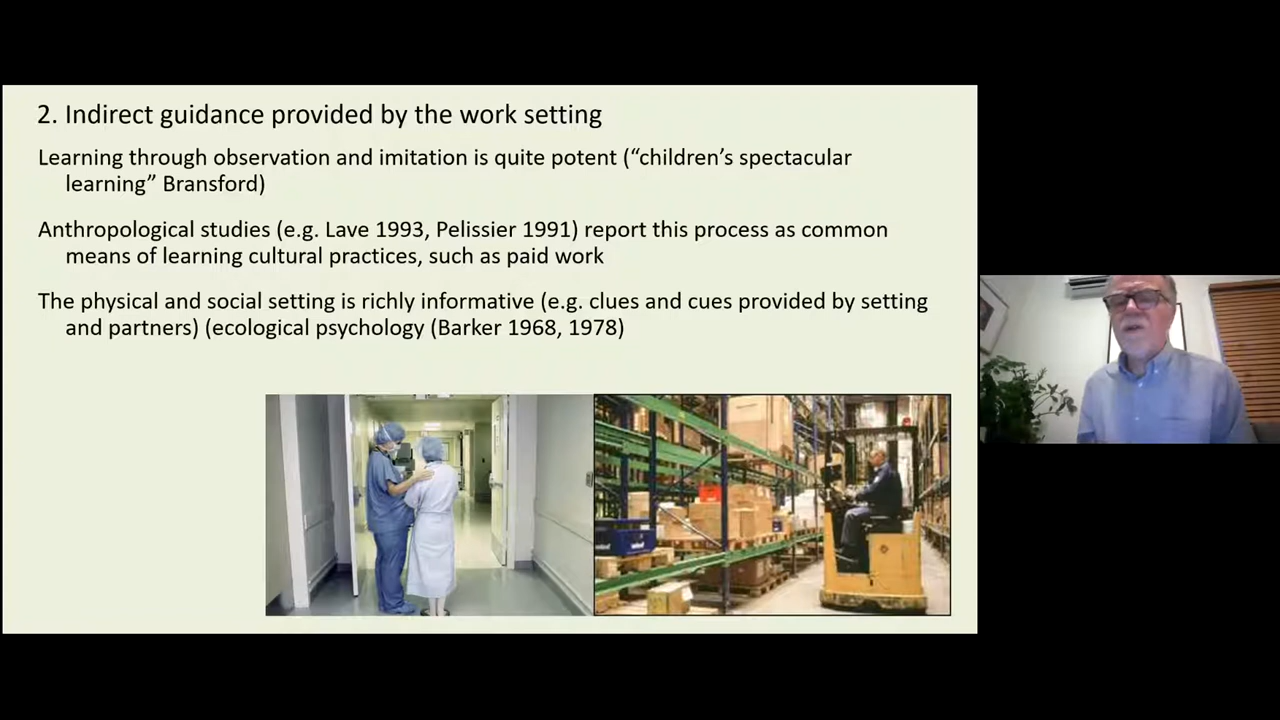 2. Indirect guidance provided by the work setting
Learning through observation and imitation is quite potent (“children’s spectacular
learning” Bransford)
Anthropological studies (e.g. Lave 1993, Pelissier 1991) report this process as common
means of learning cultural practices, such as paid work
The physical and social setting is richly informative (e.g. clues and cues provided by setting
and partners) (ecological psychology (Barker 1968, 1978)